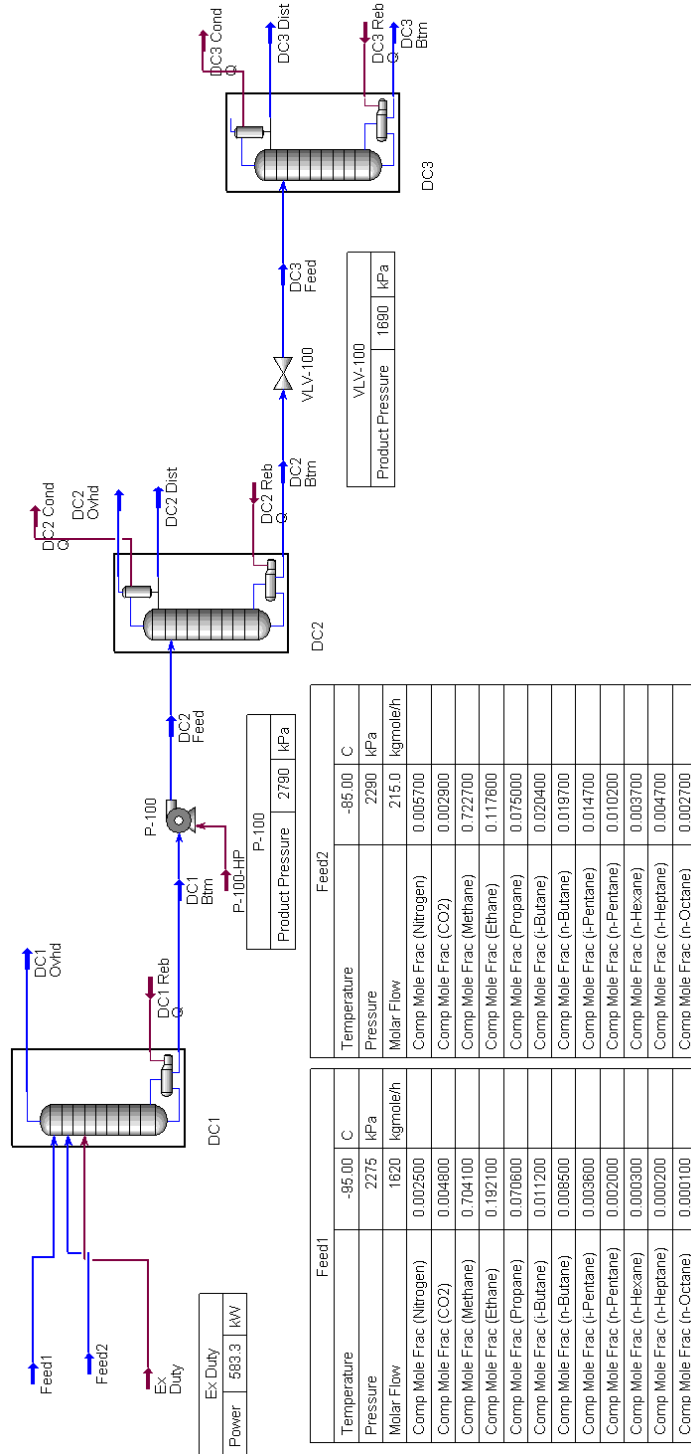 Feed1
Feed2
Ex
Duty
DC1
Ovhd
DC1 Reb
Q
DC1
Btm
DC1
P-100
P-100-HP
DC2
Feed
DC2 Cond
Q
DC2
Ovhd
DC2 Dist
DC2 Reb
Q
DC2
Btm
DC2
VLV-100
DC3
Feed
DC3 Cond
Q
DC3 Dist
DC3 Reb
Q
DC3
Btm
DC3
Ex Duty
Power 583.3 kW
P-100
Product Pressure 2790 kPa
VLV-100
Product Pressure 1690 kPa
Feed1
Temperature -95.00 C
Pressure 2275 kPa
Molar Flow 1620 kgmole/h
Comp Mole Frac (Nitrogen) 0.002500
Comp Mole Frac (CO2) 0.004800
Comp Mole Frac (Methane) 0.704100
Comp Mole Frac (Ethane) 0.192100
Comp Mole Frac (Propane) 0.070600
Comp Mole Frac (i-Butane) 0.011200
Comp Mole Frac (n-Butane) 0.008500
Comp Mole Frac (i-Pentane) 0.003600
Comp Mole Frac (n-Pentane) 0.002000
Comp Mole Frac (n-Hexane) 0.000300
Comp Mole Frac (n-Heptane) 0.000200
Comp Mole Frac (n-Octane) 0.000100
Feed2
Temperature -85.00 C
Pressure 2290 kPa
Molar Flow 215.0 kgmole/h
Comp Mole Frac (Nitrogen) 0.005700
Comp Mole Frac (CO2) 0.002900
Comp Mole Frac (Methane) 0.722700
Comp Mole Frac (Ethane) 0.117600
Comp Mole Frac (Propane) 0.075000
Comp Mole Frac (i-Butane) 0.020400
Comp Mole Frac (n-Butane) 0.019700
Comp Mole Frac (i-Pentane) 0.014700
Comp Mole Frac (n-Pentane) 0.010200
Comp Mole Frac (n-Hexane) 0.003700
Comp Mole Frac (n-Heptane) 0.004700
Comp Mole Frac (n-Octane) 0.002700